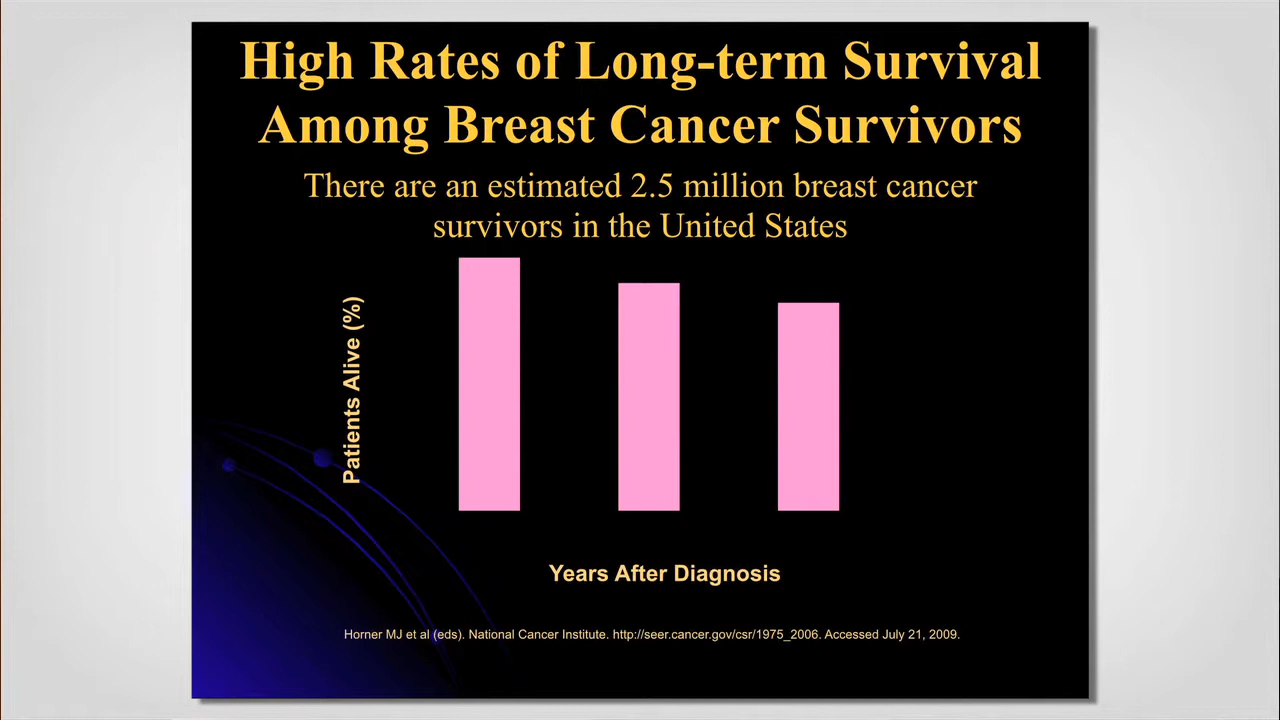 High Rates of Long-term Survival
Among Breast Cancer Survivors
There are an estimated 2.5 million breast cancer
survivors in the United States
Patients Alive (%)
Years After Diagnosis
Horner MJ et al (eds). National Cancer Institute. http://seer.cancer.gov/csr/1975_2006. Accessed July 21, 2009.